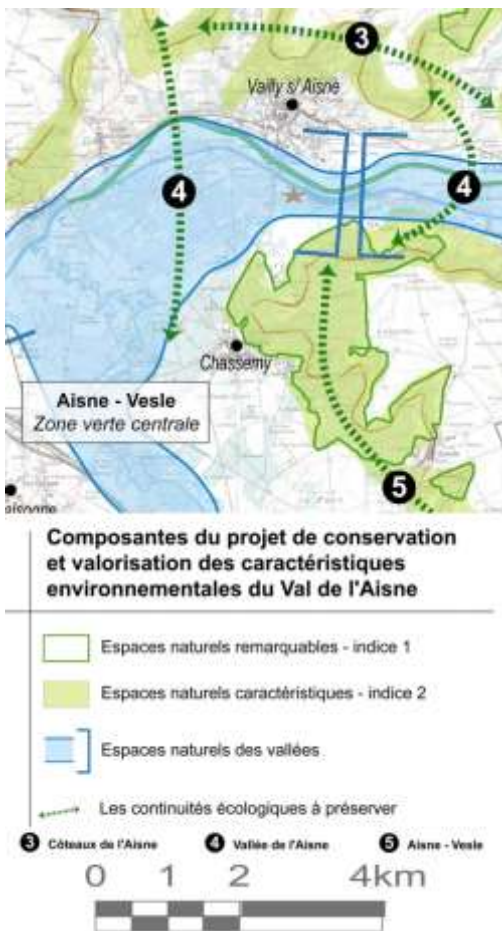 3
Vailly s/ Aisne
4
4
Chassemy
Aisne - Vesle
Zone verte centrale
5
Composantes du projet de conservation
et valorisation des caractéristiques
environnementales du Val de l'Aisne
Espaces naturels remarquables - indice 1
Espaces naturels caractéristiques - indice 2
Espaces naturels des vallées
Les continuités écologiques à préserver
3 Côteaux de l'Aisne 4 Vallée de l'Aisne 5 Aisne - Vesle
0 1 2 4km